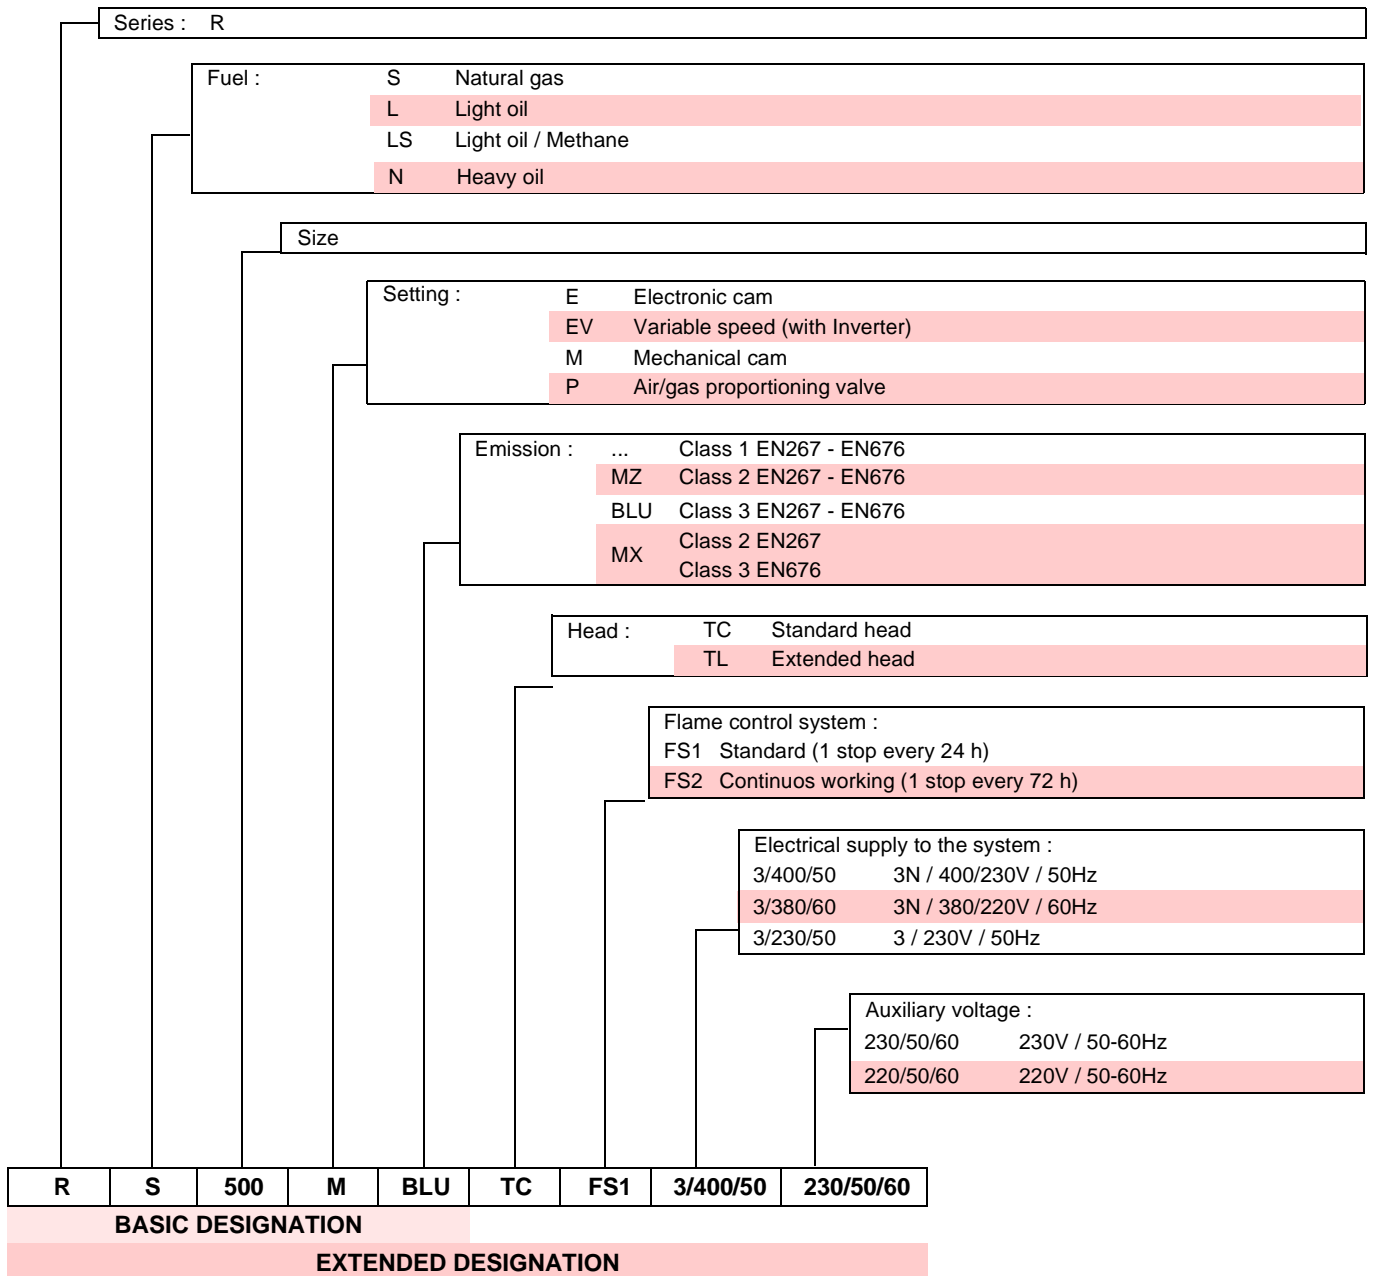 Series : R
Fuel : S Natural gas
L Light oil
LS Light oil / Methane
N Heavy oil
Size
Setting : E Electronic cam
EV Variable speed (with Inverter)
M Mechanical cam
P Air/gas proportioning valve
Emission : ... Class 1 EN267 - EN676
MZ Class 2 EN267 - EN676
BLU Class 3 EN267 - EN676
MX Class 2 EN267
Class 3 EN676
Head : TC Standard head
TL Extended head
Flame control system :
FS1 Standard (1 stop every 24 h)
FS2 Continuos working (1 stop every 72 h)
Electrical supply to the system :
3/400/50 3N / 400/230V / 50Hz
3/380/60 3N / 380/220V / 60Hz
3/230/50 3 / 230V / 50Hz
Auxiliary voltage :
230/50/60 230V / 50-60Hz
220/50/60 220V / 50-60Hz
R S 500 M BLU TC FS1 3/400/50 230/50/60
BASIC DESIGNATION
EXTENDED DESIGNATION